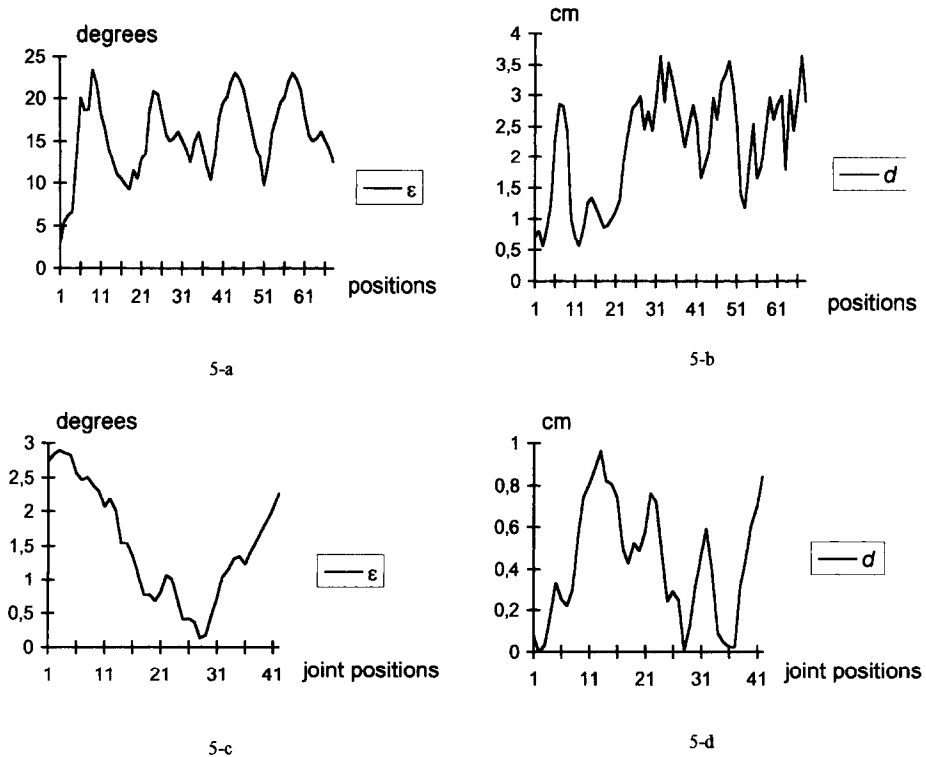 degrees
25
20
15
10
5
0
1 11 21 31 41 51 61
positions
ε
5-a
cm
4
3,5
3
2,5
2
1,5
1
0,5
0
1 11 21 31 41 51 61
positions
d
5-b
degrees
3
2,5
2
1,5
1
0,5
0
1 11 21 31 41
joint positions
ε
5-c
cm
1
0,8
0,6
0,4
0,2
0
1 11 21 31 41
joint positions
d
5-d